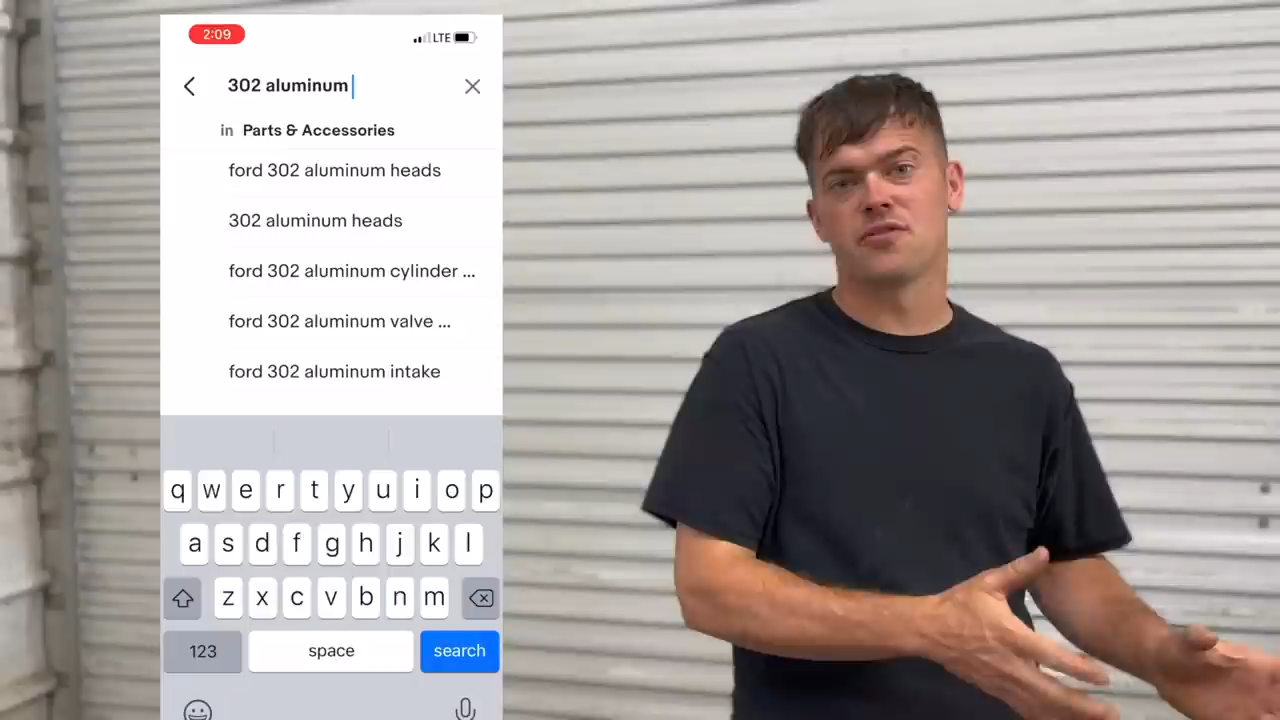 2:09
LTE
302 aluminum
in Parts & Accessories
ford 302 aluminum heads
302 aluminum heads
ford 302 aluminum cylinder ...
ford 302 aluminum valve ...
ford 302 aluminum intake
q w e r t y u i o p
a s d f g h j k l
z x c v b n m
123 space search